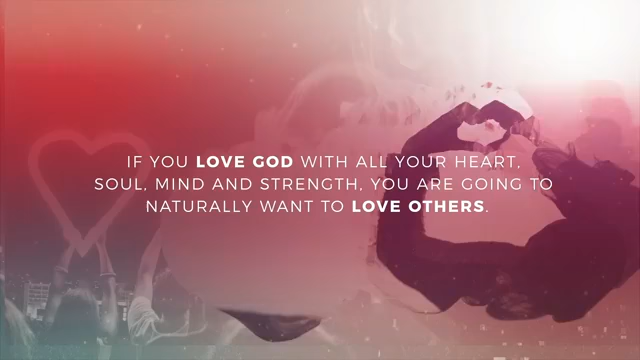 IF YOU LOVE GOD WITH ALL YOUR HEART,
SOUL, MIND AND STRENGTH, YOU ARE GOING TO
NATURALLY WANT TO LOVE OTHERS.